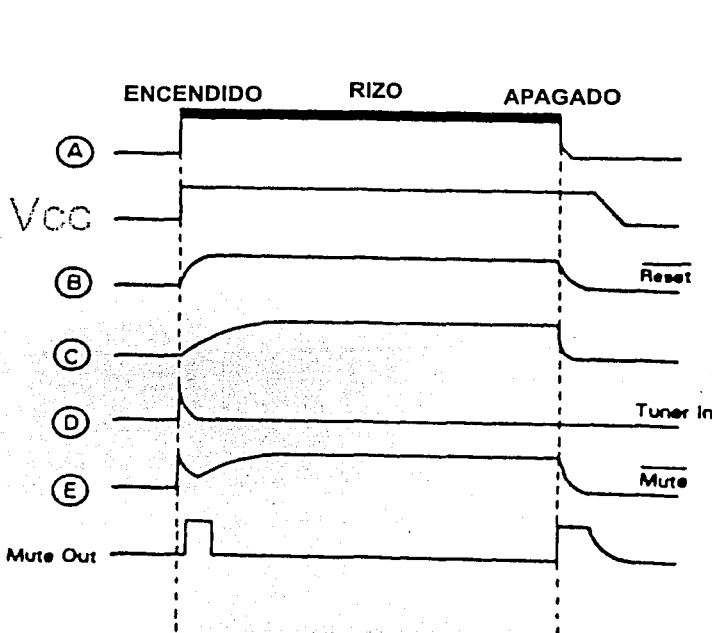 ENCENDIDO RIZO APAGADO
A
Vcc
B
Reset
C
D
Tuner In
E
Mute
Mute Out